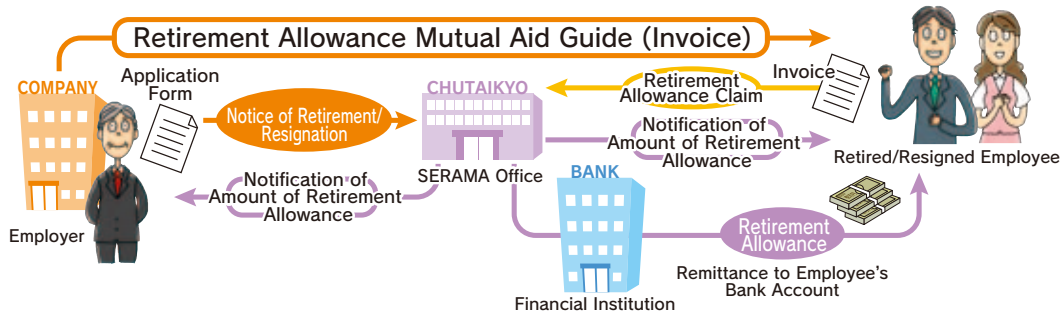 Retirement Allowance Mutual Aid Guide (Invoice)
COMPANY
Application
Form
Notice of Retirement/
Resignation
CHUTAIKYO
Retirement
Allowance Claim
Invoice
Notification of
Amount of Retirement
Allowance
Retired/Resigned Employee
SERAMA Office
Notification of
Amount of Retirement
Allowance
Employer
BANK
Retirement
Allowance
Remittance to Employee's
Bank Account
Financial Institution